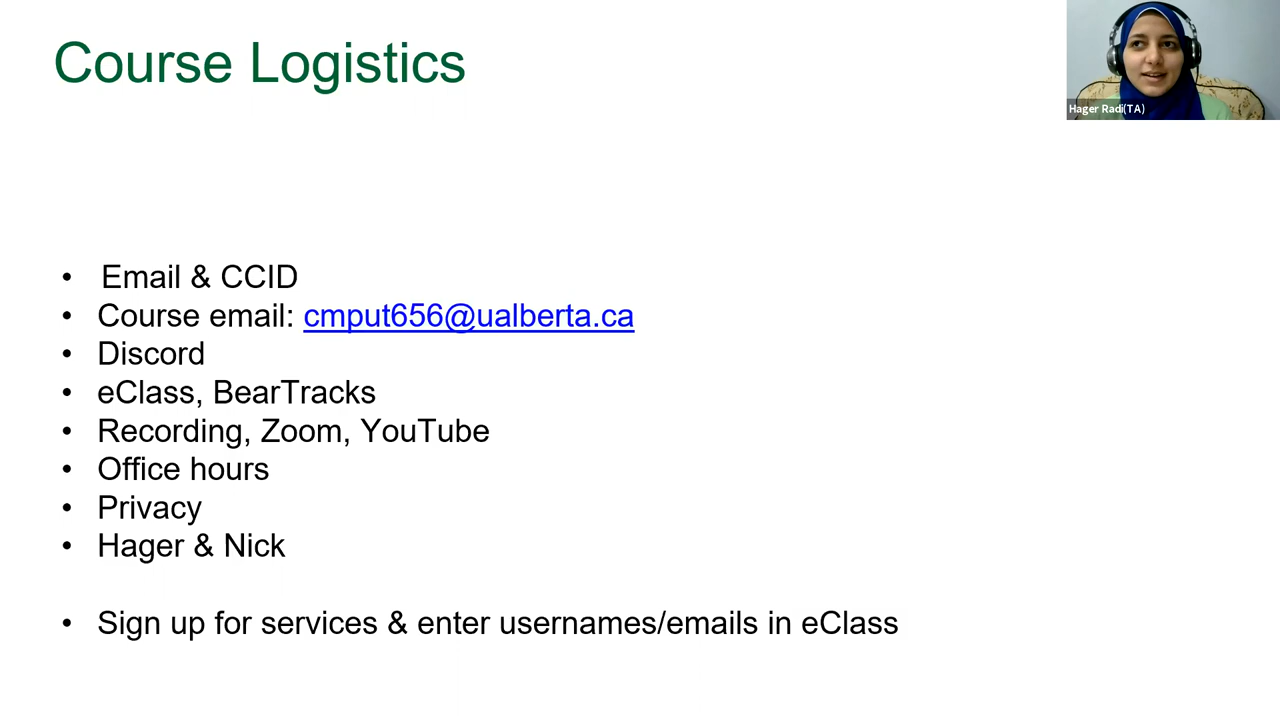 Course Logistics
Hager Radi(TA)
• Email & CCID
• Course email: cmput656@ualberta.ca
• Discord
• eClass, BearTracks
• Recording, Zoom, YouTube
• Office hours
• Privacy
• Hager & Nick
• Sign up for services & enter usernames/emails in eClass